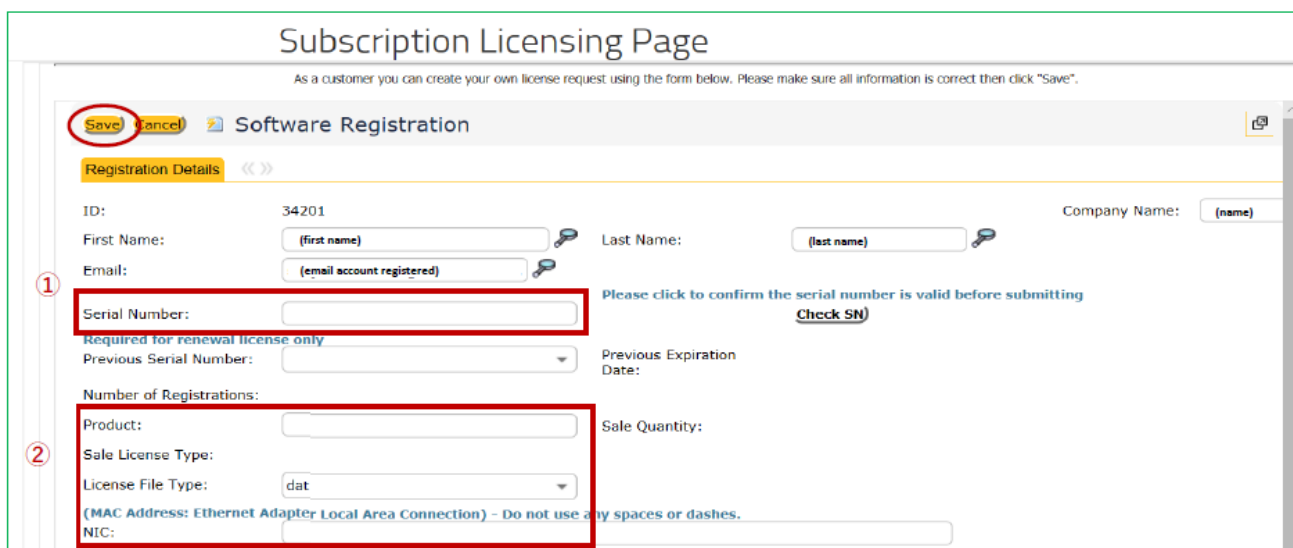 Subscription Licensing Page
As a customer you can create your own license request using the form below. Please make sure all information is correct then click "Save".
Save Cancel Software Registration
Registration Details
ID: 34201 Company Name: (name)
First Name: (first name) Last Name: (last name)
Email: (email account registered)
①
Please click to confirm the serial number is valid before submitting
Serial Number: Check SN
Required for renewal license only
Previous Serial Number: Previous Expiration
Date:
Number of Registrations:
Product: Sale Quantity:
②
Sale License Type:
License File Type: dat
(MAC Address: Ethernet Adapter Local Area Connection) - Do not use any spaces or dashes.
NIC: